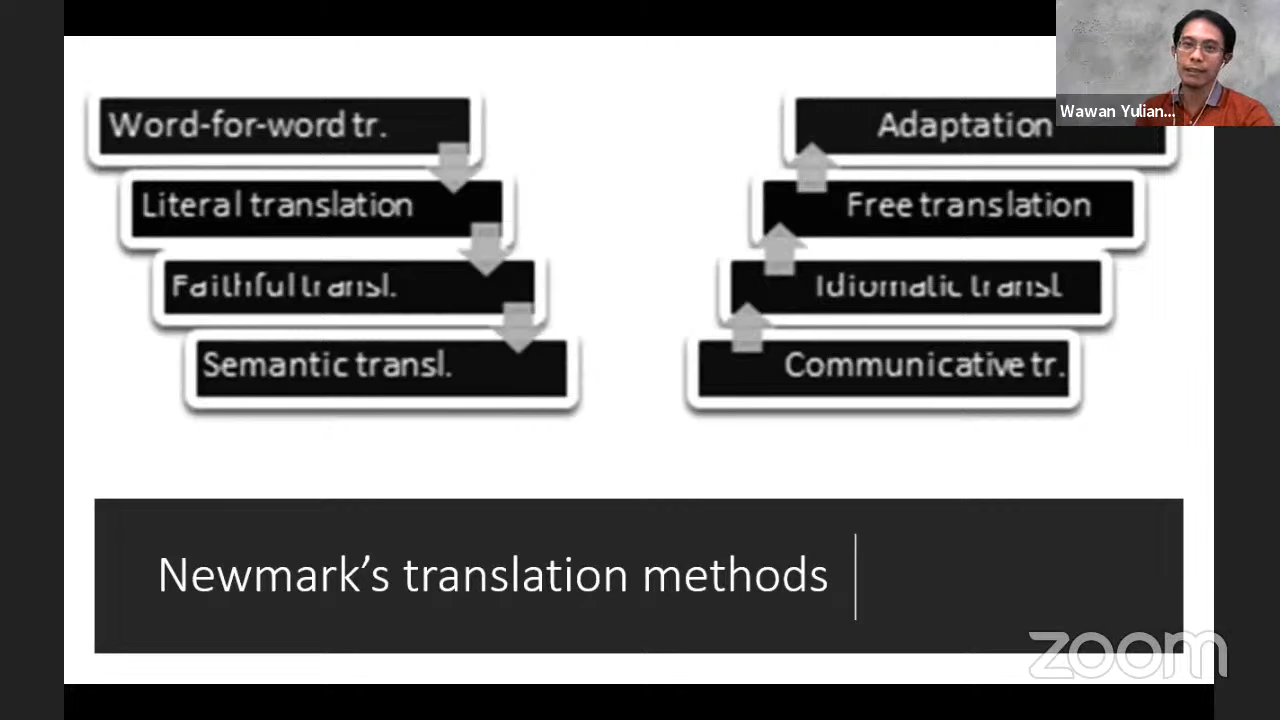 Wawan Yulian...
Word-for-word tr.
Literal translation
Faithful transl.
Semantic transl.
Adaptation
Free translation
Idiomatic transl
Communicative tr.
Newmark’s translation methods
zoom